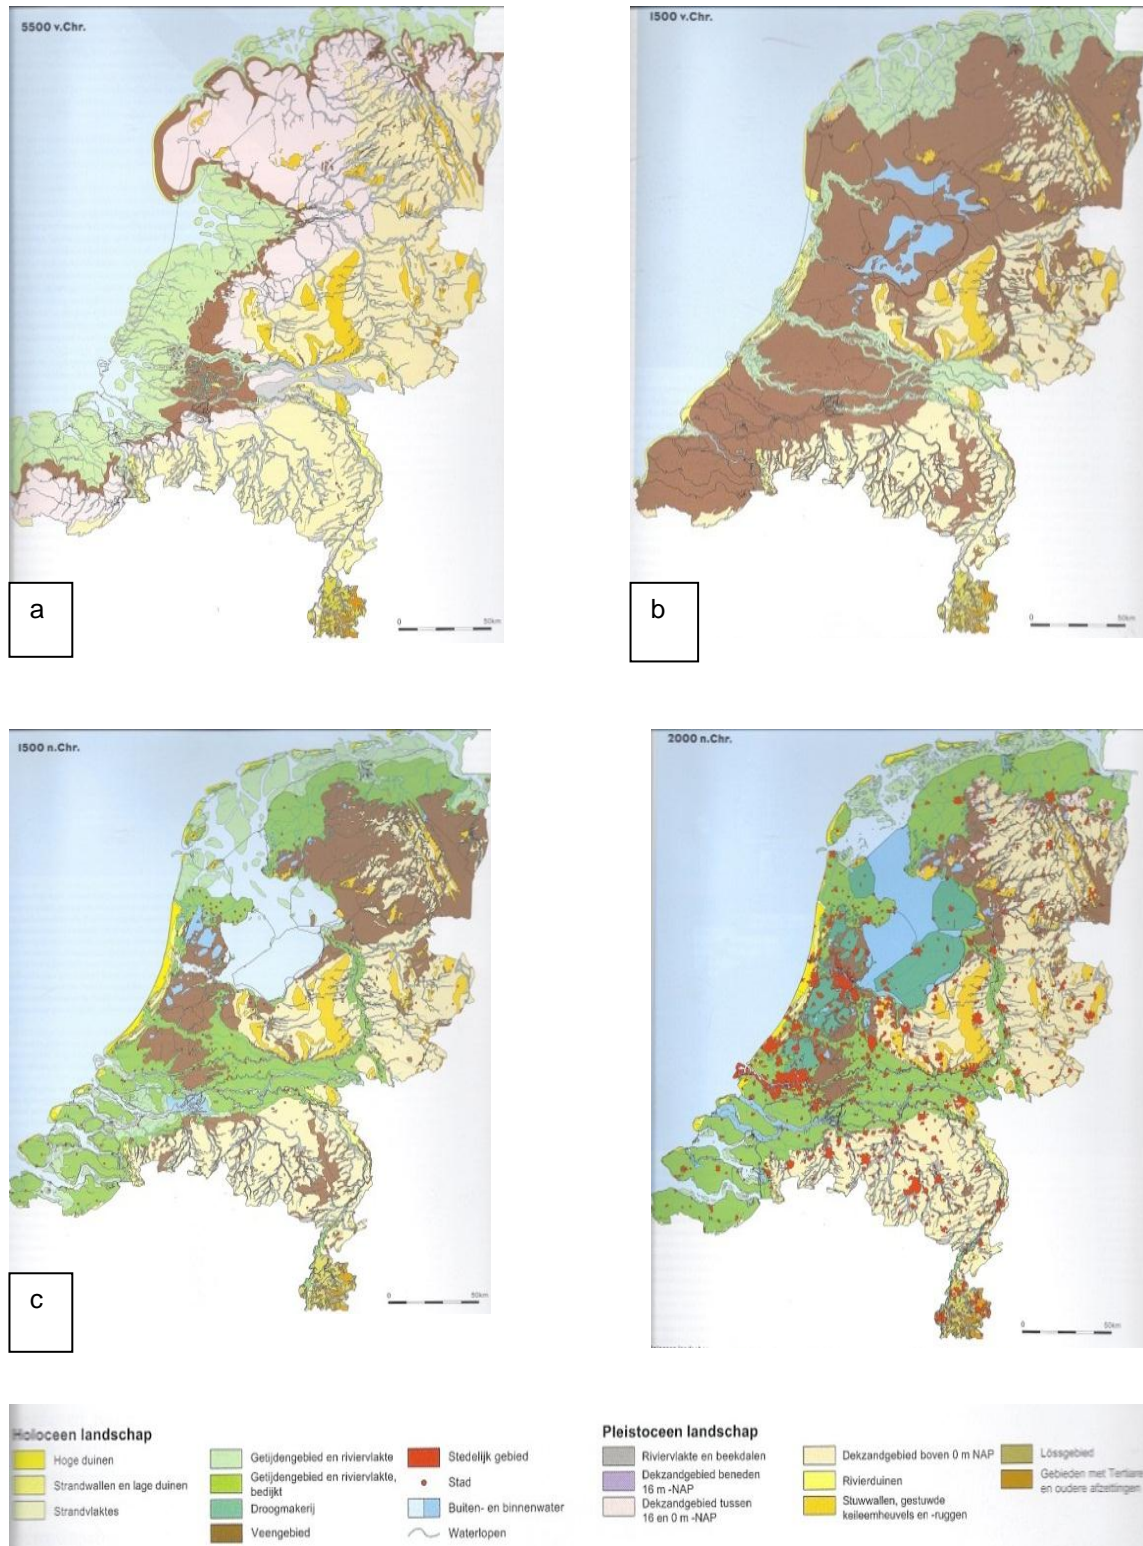 5500 v.Chr.
a
0 50km
1500 v.Chr.
b
0 50km
1500 n.Chr.
c
0 50km
2000 n.Chr.
0 50km
Holoceen landschap
Hoge duinen
Strandwallen en lage duinen
Strandvlaktes
Getijdengebied en riviervlakte
Getijdengebied en riviervlakte,
bedijkt
Droogmakerij
Veengebied
Stedelijk gebied
Stad
Buiten- en binnenwater
Waterlopen
Pleistoceen landschap
Riviervlakte en beekdalen
Dekzandgebied beneden
16 m -NAP
Dekzandgebied tussen
16 en 0 m -NAP
Dekzandgebied boven 0 m NAP
Rivierduinen
Stuwwallen, gestuwde
keileemheuvels en -ruggen
Lössgebied
Gebieden met Tertiare
en oudere afzettingen